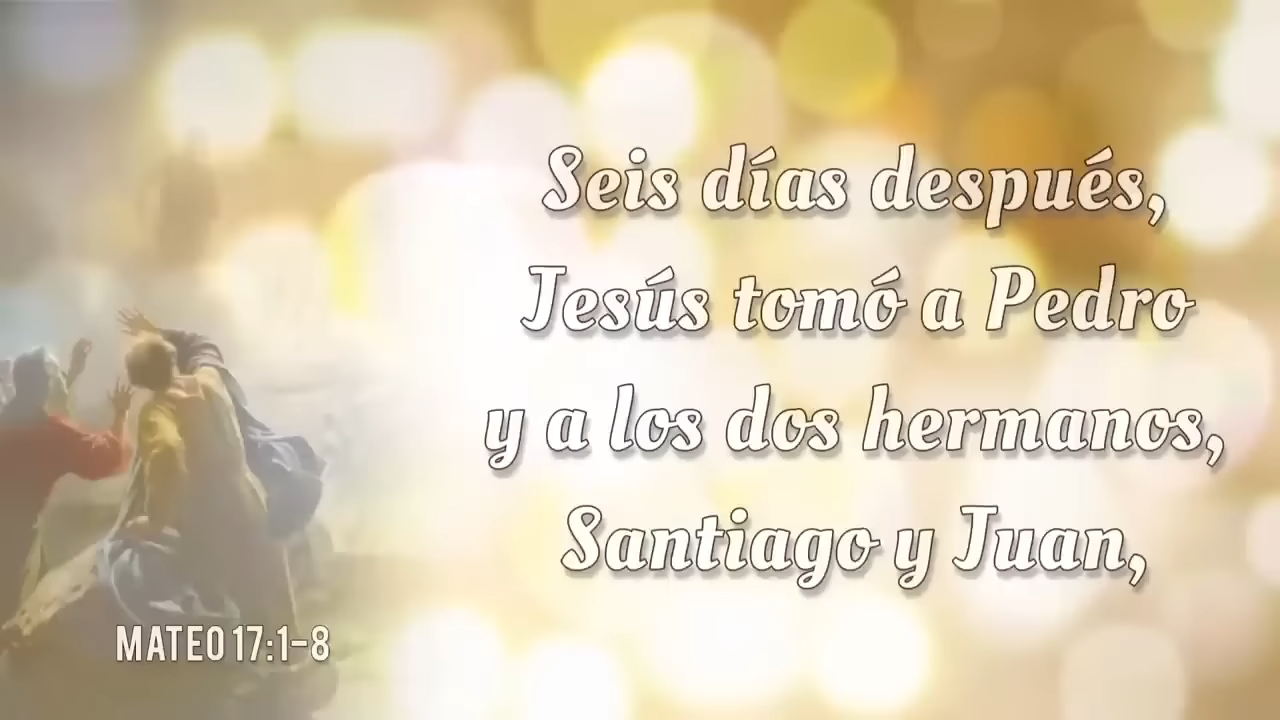 Seis días después,
Jesús tomó a Pedro
y a los dos hermanos,
Santiago y Juan,
MATEO 17:1-8